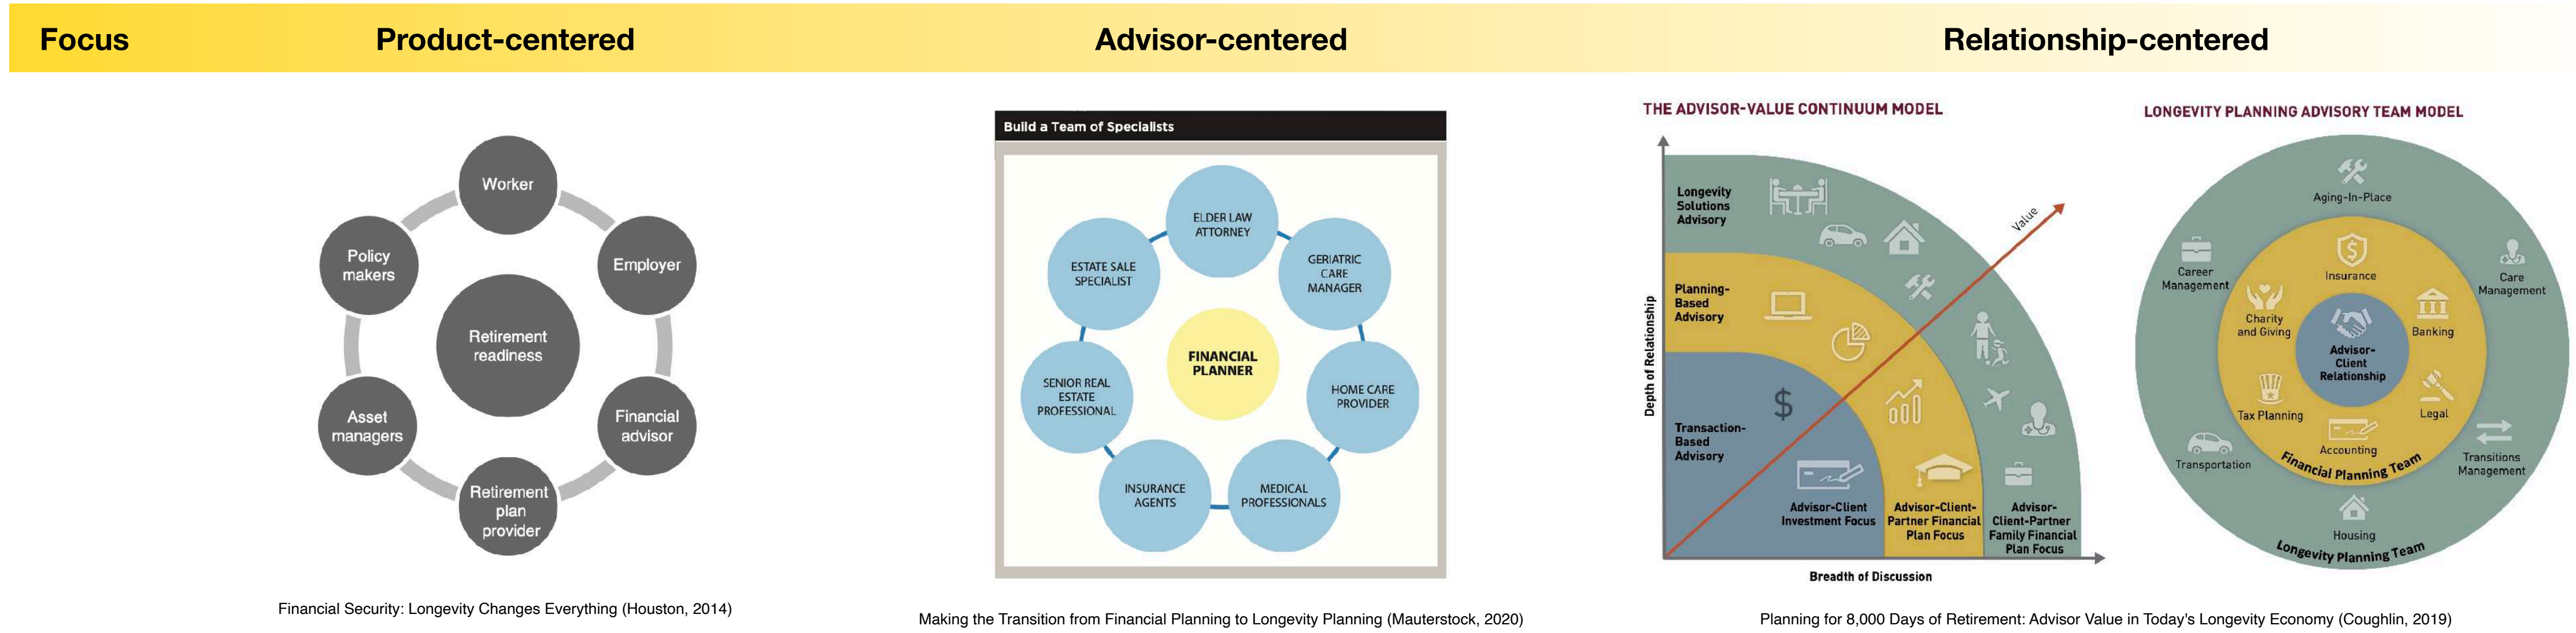 Focus
Product-centered
Advisor-centered
Relationship-centered
Worker
Employer
Financial
advisor
Retirement
plan
provider
Asset
managers
Policy
makers
Retirement
readiness
Financial Security: Longevity Changes Everything (Houston, 2014)
Build a Team of Specialists
ELDER LAW
ATTORNEY
GERIATRIC
CARE
MANAGER
HOME CARE
PROVIDER
MEDICAL
PROFESSIONALS
INSURANCE
AGENTS
SENIOR REAL
ESTATE
PROFESSIONAL
ESTATE SALE
SPECIALIST
FINANCIAL
PLANNER
Making the Transition from Financial Planning to Longevity Planning (Mauterstock, 2020)
THE ADVISOR-VALUE CONTINUUM MODEL
Depth of Relationship
Longevity
Solutions
Advisory
Planning-
Based
Advisory
Transaction-
Based
Advisory
$
Value
Advisor-Client
Investment Focus
Advisor-Client-
Partner Financial
Plan Focus
Advisor-
Client-Partner
Family Financial
Plan Focus
Breadth of Discussion
LONGEVITY PLANNING ADVISORY TEAM MODEL
Aging-In-Place
Career
Management
Care
Management
Insurance
$
Charity
and Giving
Banking
Advisor-
Client
Relationship
Tax Planning
Legal
Accounting
Financial Planning Team
Transportation
Transitions
Management
Housing
Longevity Planning Team
Planning for 8,000 Days of Retirement: Advisor Value in Today's Longevity Economy (Coughlin, 2019)